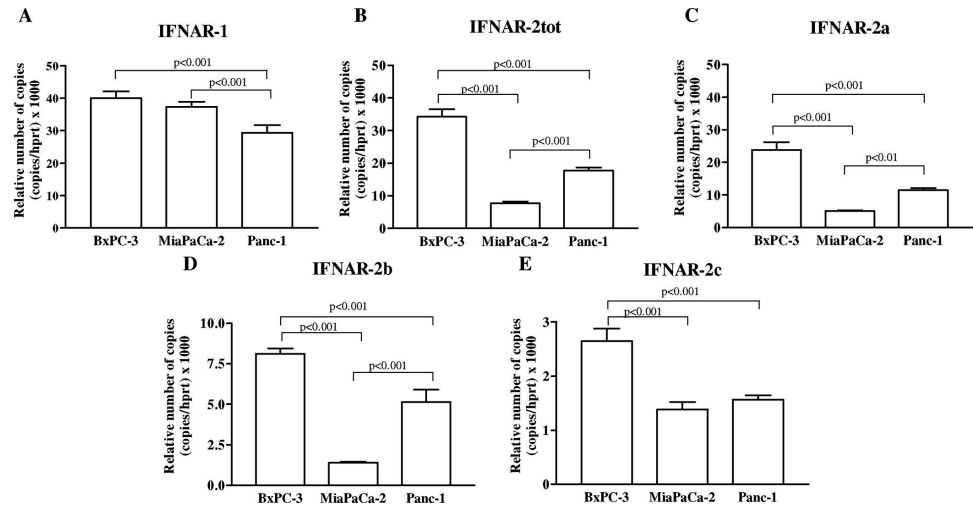 A
IFNAR-1
Relative number of copies
(copies/hprt) x 1000
50
40
30
20
10
0
p<0.001
p<0.001
BxPC-3 MiaPaCa-2 Panc-1
B
IFNAR-2tot
Relative number of copies
(copies/hprt) x 1000
50
40
30
20
10
0
p<0.001
p<0.001
p<0.001
BxPC-3 MiaPaCa-2 Panc-1
C
IFNAR-2a
Relative number of copies
(copies/hprt) x 1000
50
40
30
20
10
0
p<0.001
p<0.001
p<0.01
BxPC-3 MiaPaCa-2 Panc-1
D
IFNAR-2b
Relative number of copies
(copies/hprt) x 1000
10.0
7.5
5.0
2.5
0.0
p<0.001
p<0.001
p<0.001
BxPC-3 MiaPaCa-2 Panc-1
E
IFNAR-2c
Relative number of copies
(copies/hprt) x 1000
3
2
1
0
p<0.001
p<0.001
BxPC-3 MiaPaCa-2 Panc-1